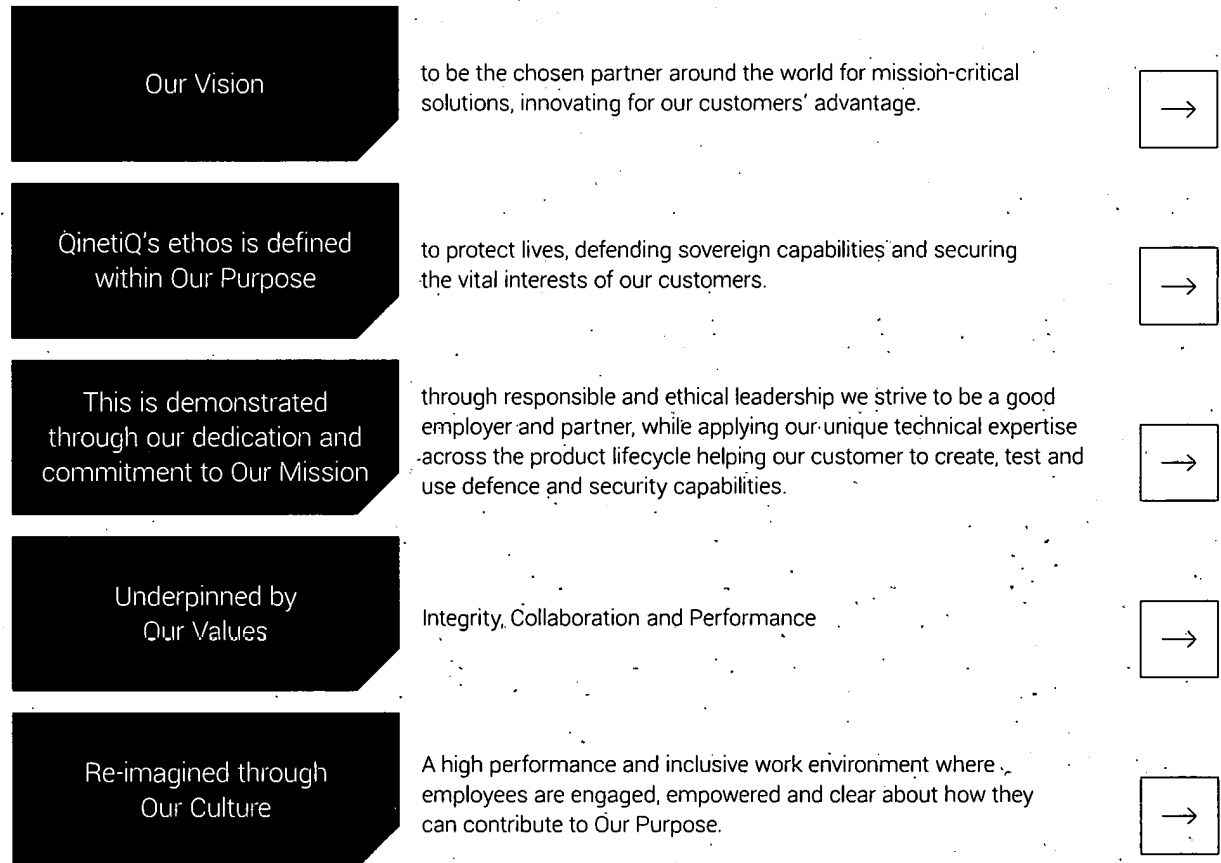 Our Vision
to be the chosen partner around the world for mission-critical
solutions, innovating for our customers' advantage.
QinetiQ's ethos is defined
within Our Purpose
to protect lives, defending sovereign capabilities and securing
the vital interests of our customers.
This is demonstrated
through our dedication and
commitment to Our Mission
through responsible and ethical leadership we strive to be a good
employer and partner, while applying our unique technical expertise
across the product lifecycle helping our customer to create, test and
use defence and security capabilities.
Underpinned by
Our Values
Integrity, Collaboration and Performance
Re-imagined through
Our Culture
A high performance and inclusive work environment where
employees are engaged, empowered and clear about how they
can contribute to Our Purpose.